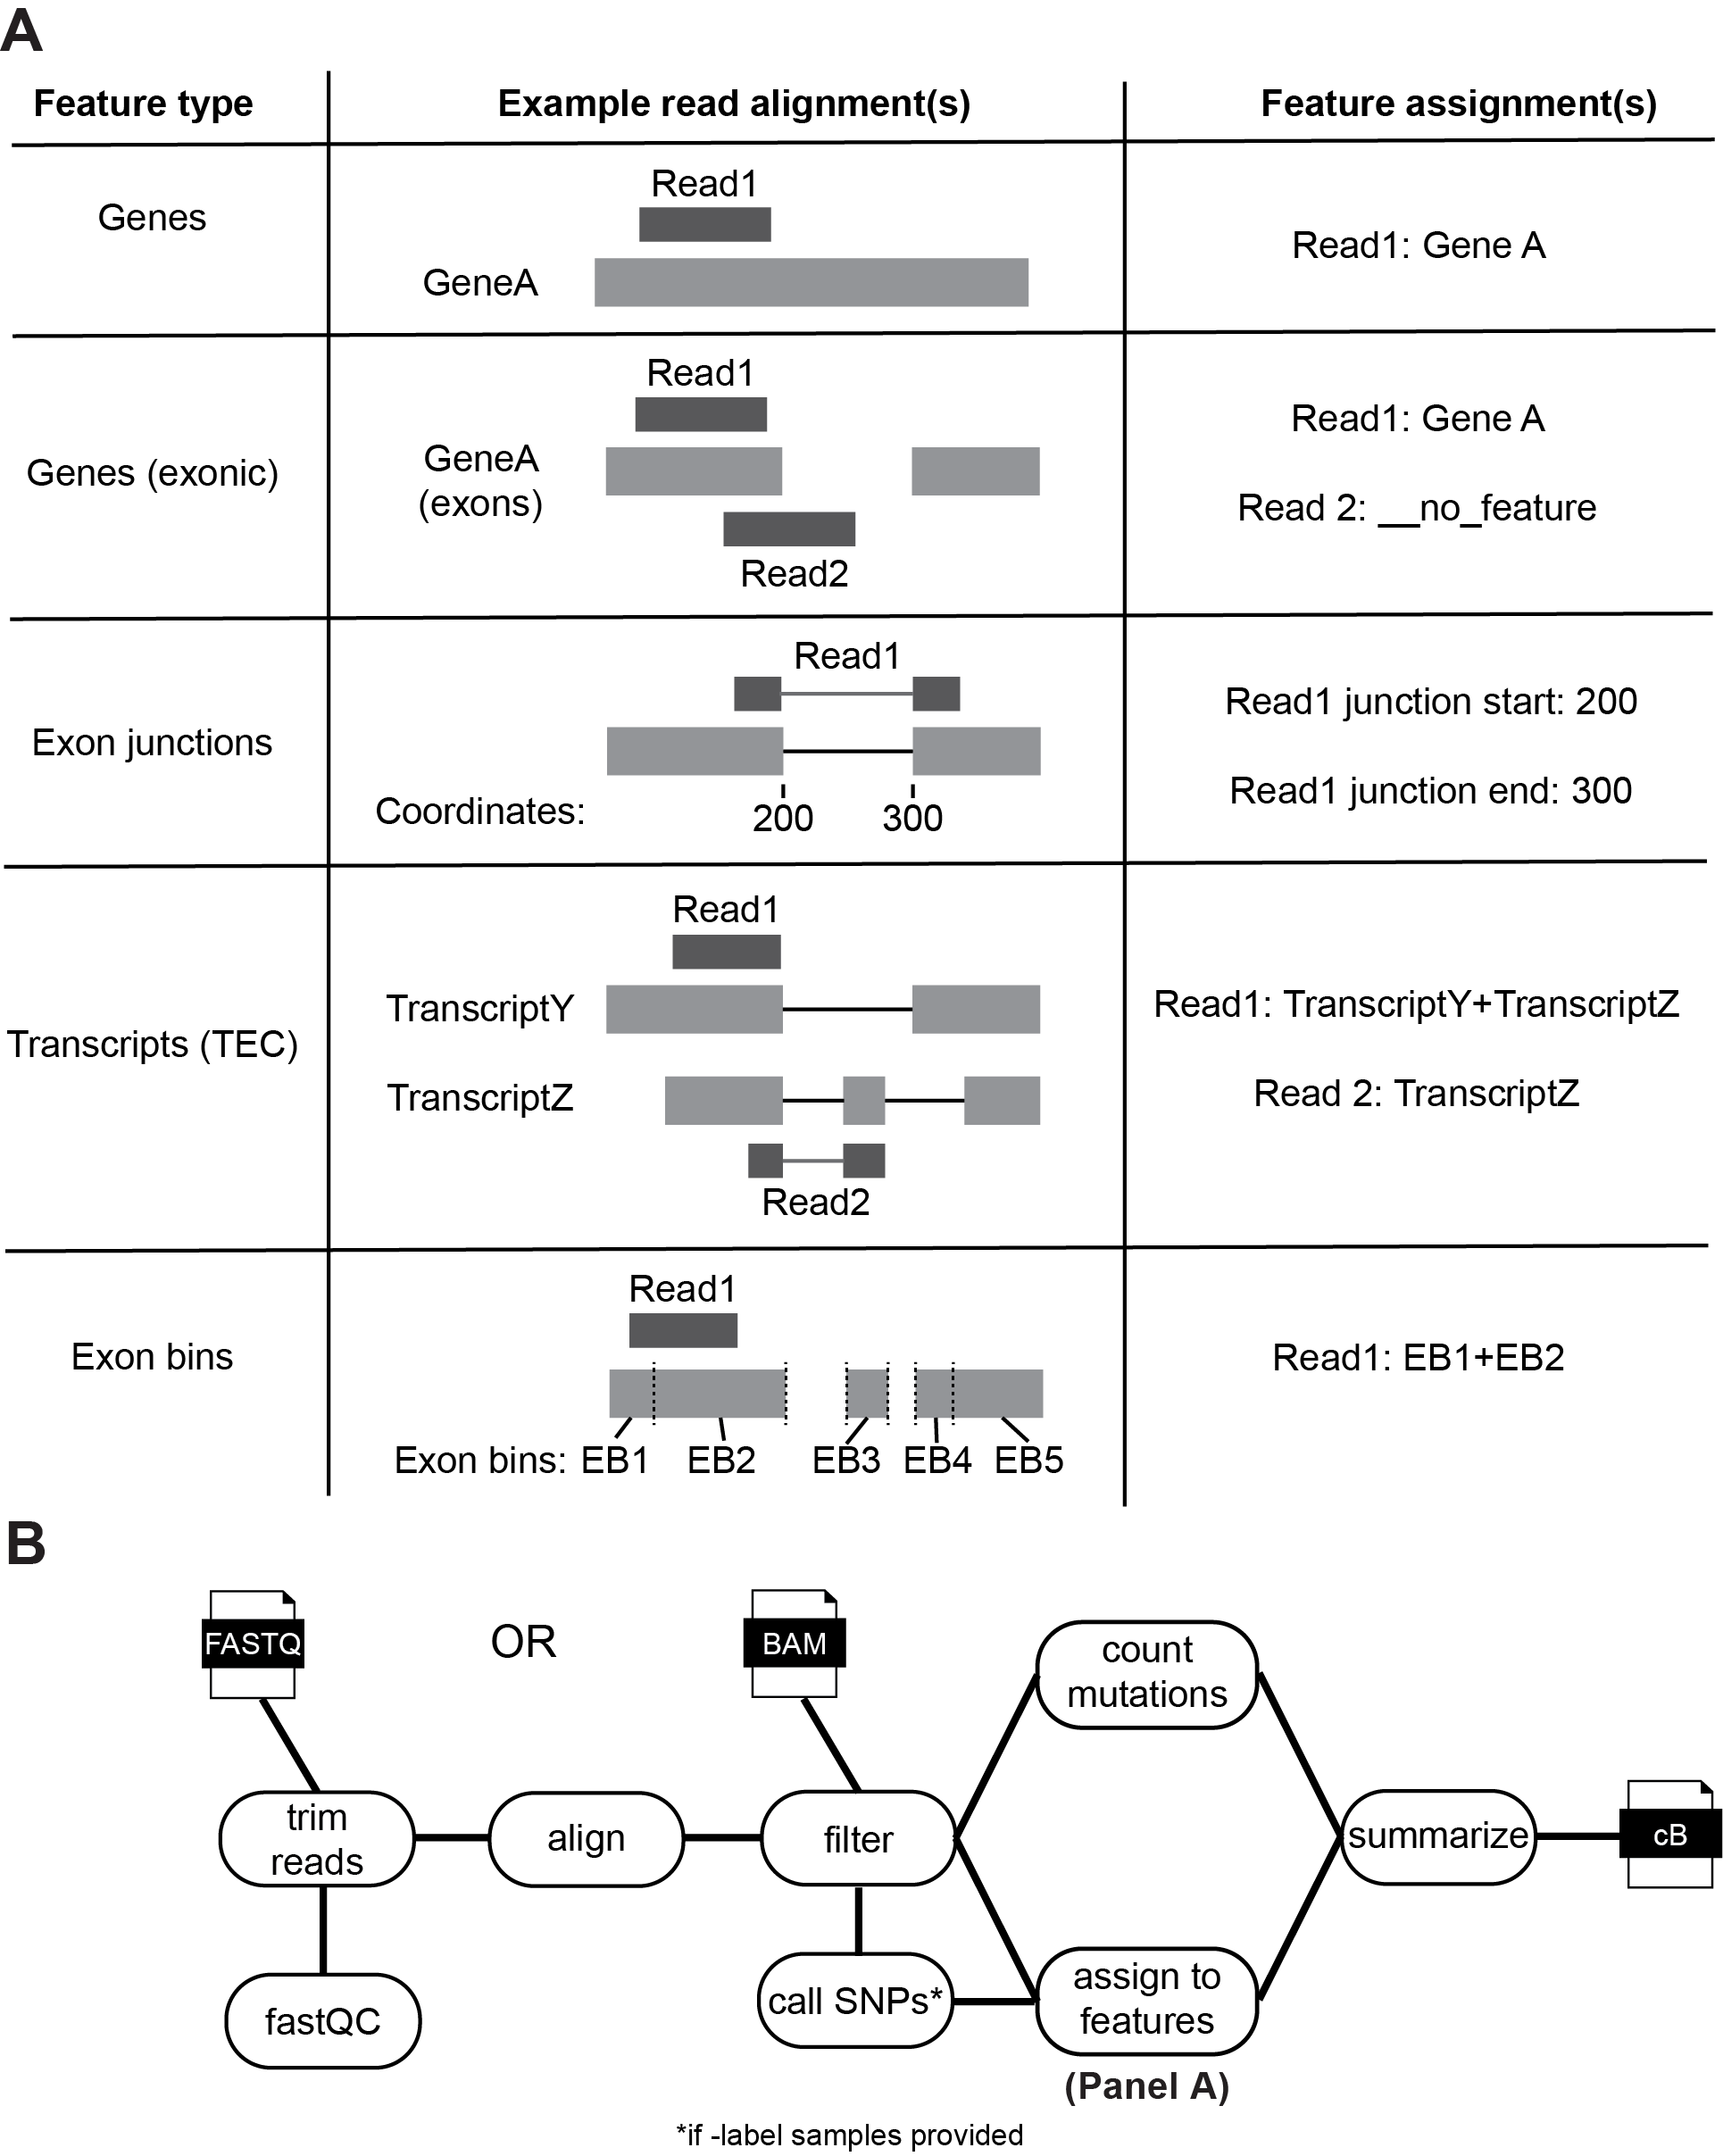 A
Feature type
Example read alignment(s)
Feature assignment(s)
Genes
Read1
GeneA
Read1: Gene A
Genes (exonic)
Read1
GeneA
(exons)
Read2
Read1: Gene A
Read 2: __no_feature
Exon junctions
Read1
Coordinates:
200
300
Read1 junction start: 200
Read1 junction end: 300
Transcripts (TEC)
Read1
TranscriptY
TranscriptZ
Read2
Read1: TranscriptY+TranscriptZ
Read 2: TranscriptZ
Exon bins
Read1
Exon bins: EB1 EB2 EB3 EB4 EB5
Read1: EB1+EB2
B
FASTQ
OR
BAM
count
mutations
trim
reads
align
filter
summarize
cB
fastQC
call SNPs*
assign to
features
(Panel A)
*if -label samples provided